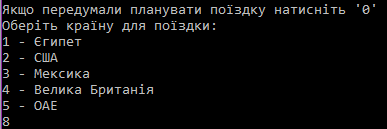 Якщо передумали планувати поїздку натисніть '0'
Оберіть країну для поїздки:
1 - Єгипет
2 - США
3 - Мексика
4 - Велика Британія
5 - ОАЕ
8